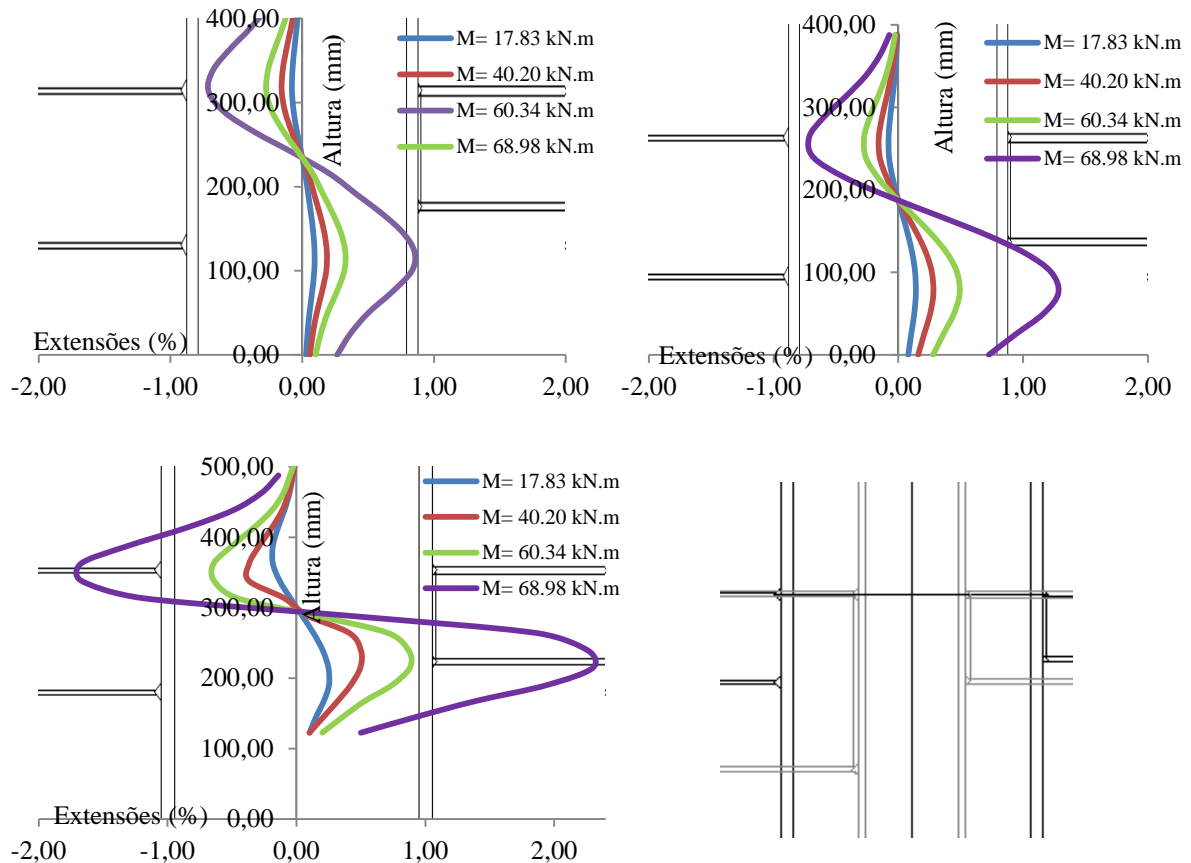 400,00
300,00
200,00
100,00
0,00
Altura (mm)
M= 17.83 kN.m
M= 40.20 kN.m
M= 60.34 kN.m
M= 68.98 kN.m
Extensões (%)
-2,00 -1,00 0,00 1,00 2,00
400,00
300,00
200,00
100,00
0,00
Altura (mm)
M= 17.83 kN.m
M= 40.20 kN.m
M= 60.34 kN.m
M= 68.98 kN.m
Extensões (%)
-2,00 -1,00 0,00 1,00 2,00
500,00
400,00
300,00
200,00
100,00
0,00
Altura (mm)
M= 17.83 kN.m
M= 40.20 kN.m
M= 60.34 kN.m
M= 68.98 kN.m
Extensões (%)
-2,00 -1,00 0,00 1,00 2,00